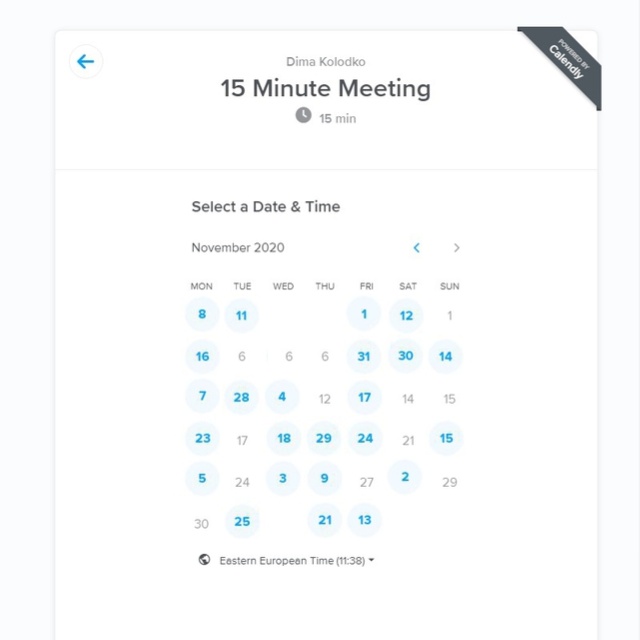 POWERED BY
Calendly
Dima Kolodko
15 Minute Meeting
15 min
Select a Date & Time
November 2020
MON TUE WED THU FRI SAT SUN
8 11 1 12 1
16 6 6 6 31 30 14
7 28 4 12 17 14 15
23 17 18 29 24 21 15
5 24 3 9 27 2 29
30 25 21 13
Eastern European Time (11:38)